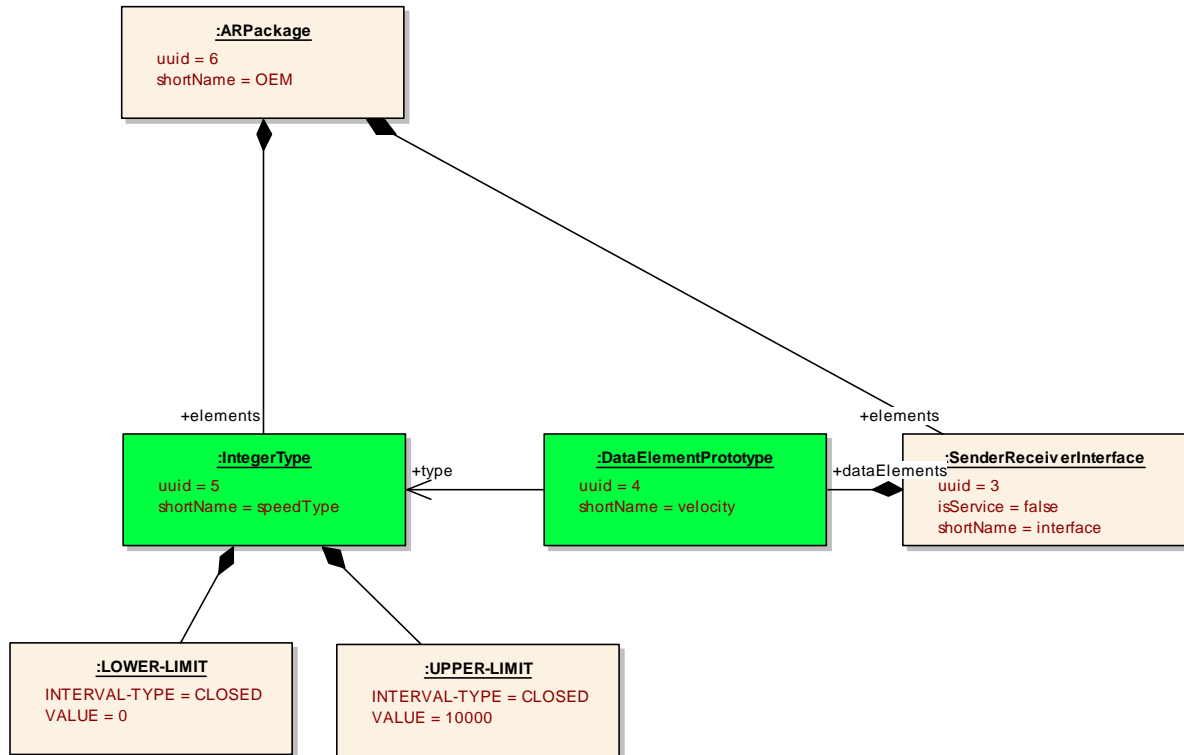 :ARPackage
uuid = 6
shortName = OEM
+elements
+elements
:IntegerType
uuid = 5
shortName = speedType
+type
:DataElementPrototype
uuid = 4
shortName = velocity
+dataElements
:SenderReceiverInterface
uuid = 3
isService = false
shortName = interface
:LOWER-LIMIT
INTERVAL-TYPE = CLOSED
VALUE = 0
:UPPER-LIMIT
INTERVAL-TYPE = CLOSED
VALUE = 10000